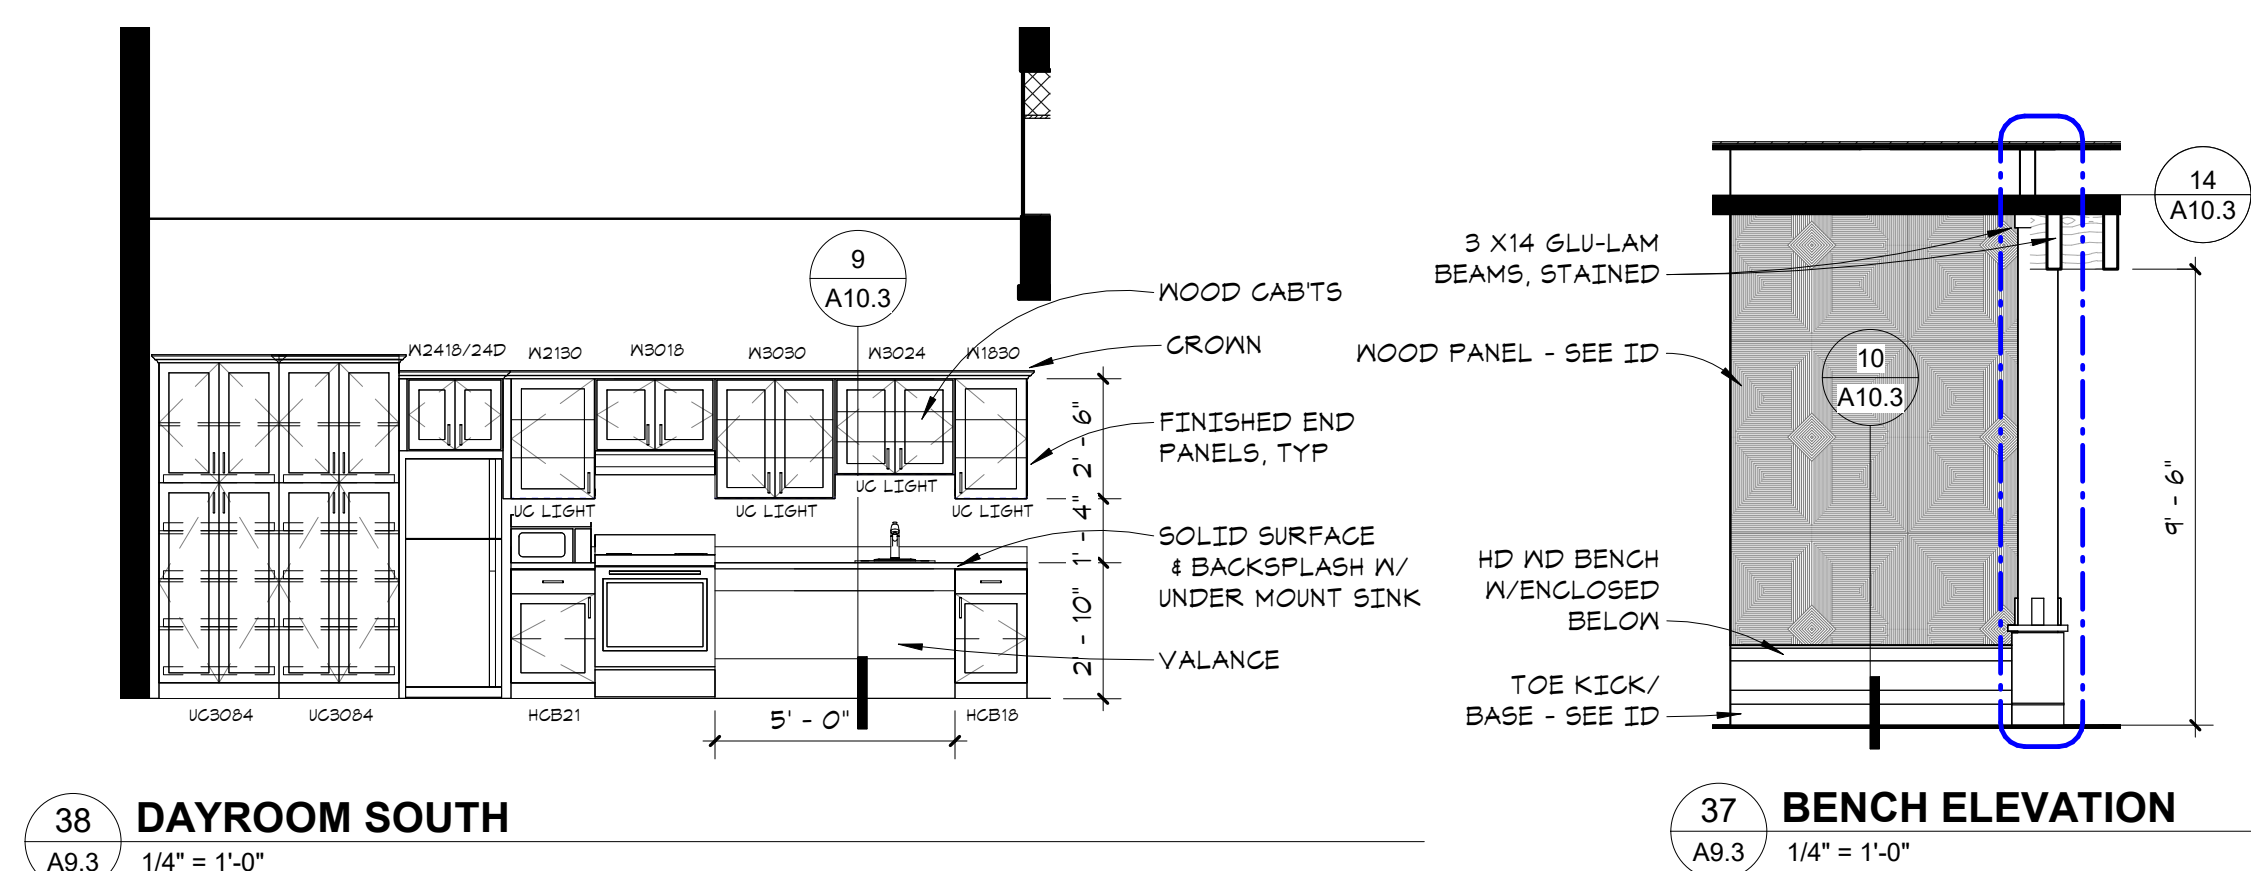 9
A10.3
W2418/24D
W2130
W3018
W3030
W3024
W1830
WOOD CAB'TS
CROWN
FINISHED END
PANELS, TYP
UC LIGHT
UC LIGHT
UC LIGHT
UC LIGHT
SOLID SURFACE
& BACKSPLASH W/
UNDER MOUNT SINK
VALANCE
2' - 6"
1' - 4"
2' - 10"
5' - 0"
UC3084
UC3084
HCB21
HCB18
38
A9.3
DAYROOM SOUTH
1/4" = 1'-0"
14
A10.3
3 X14 GLU-LAM
BEAMS, STAINED
WOOD PANEL - SEE ID
10
A10.3
9' - 6"
HD WD BENCH
W/ENCLOSED
BELOW
TOE KICK/
BASE - SEE ID
37
A9.3
BENCH ELEVATION
1/4" = 1'-0"